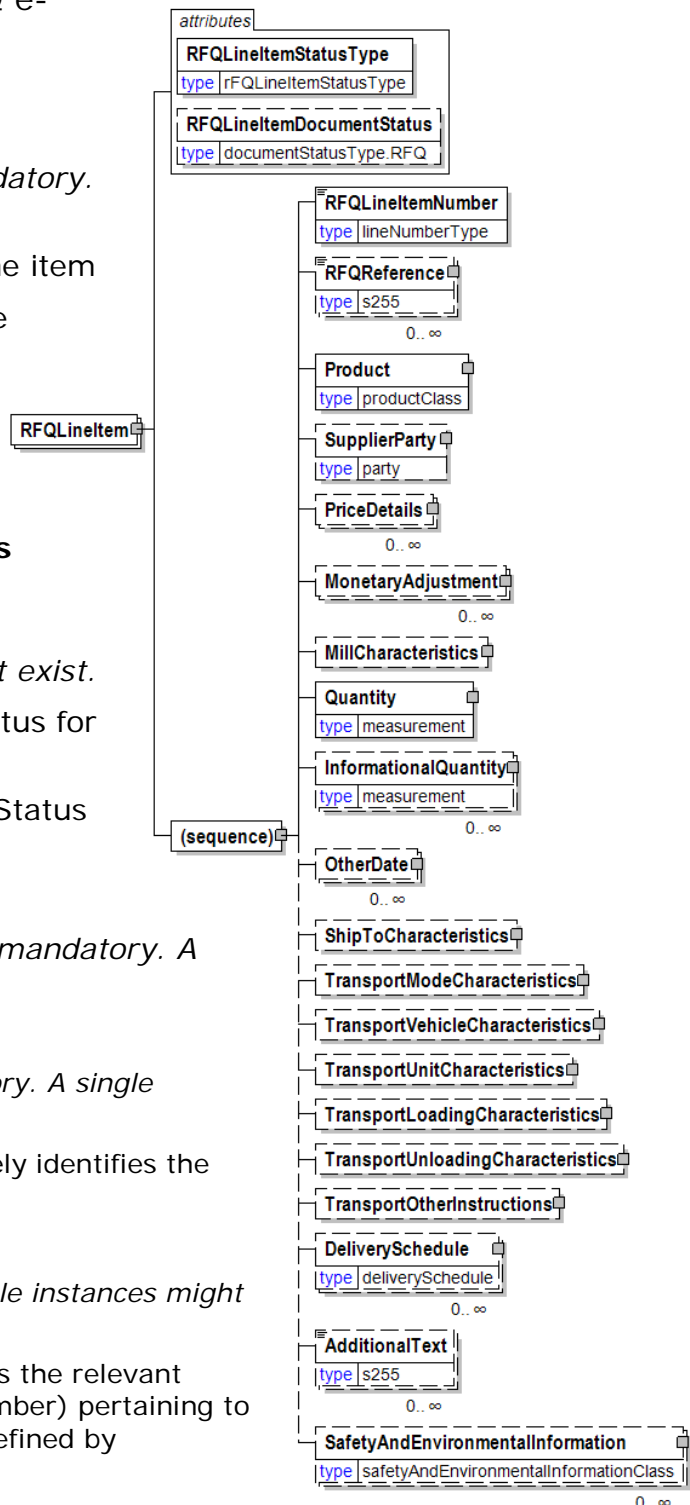 e-
datory.
ne item
e
s
t exist.
tus for
Status
mandatory. A
ory. A single
ely identifies the
le instances might
s the relevant
mber) pertaining to
efined by
attributes
RFQLineItemStatusType
type rFQLineItemStatusType
RFQLineItemDocumentStatus
type documentStatusType.RFQ
RFQLineItem
(sequence)
RFQLineItemNumber
type lineNumberType
RFQReference
type s255
0.. ∞
Product
type productClass
SupplierParty
type party
PriceDetails
0.. ∞
MonetaryAdjustment
0.. ∞
MillCharacteristics
Quantity
type measurement
InformationalQuantity
type measurement
0.. ∞
OtherDate
0.. ∞
ShipToCharacteristics
TransportModeCharacteristics
TransportVehicleCharacteristics
TransportUnitCharacteristics
TransportLoadingCharacteristics
TransportUnloadingCharacteristics
TransportOtherInstructions
DeliverySchedule
type deliverySchedule
0.. ∞
AdditionalText
type s255
0.. ∞
SafetyAndEnvironmentalInformation
type safetyAndEnvironmentalInformationClass
0.. ∞